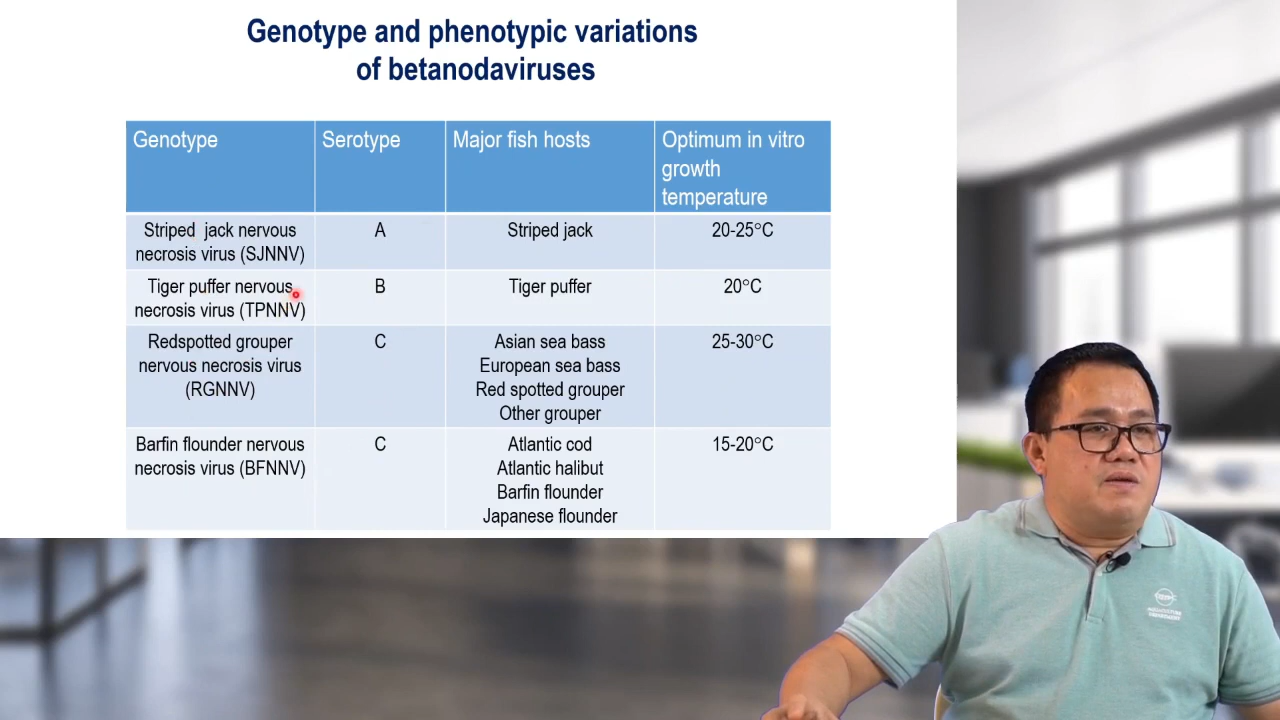 Genotype and phenotypic variations
of betanodaviruses
Genotype
Serotype
Major fish hosts
Optimum in vitro
growth
temperature
Striped jack nervous
necrosis virus (SJNNV)
A
Striped jack
20-25°C
Tiger puffer nervous
necrosis virus (TPNNV)
B
Tiger puffer
20°C
Redspotted grouper
nervous necrosis virus
(RGNNV)
C
Asian sea bass
European sea bass
Red spotted grouper
Other grouper
25-30°C
Barfin flounder nervous
necrosis virus (BFNNV)
C
Atlantic cod
Atlantic halibut
Barfin flounder
Japanese flounder
15-20°C
AQUACULTURE
DEPARTMENT